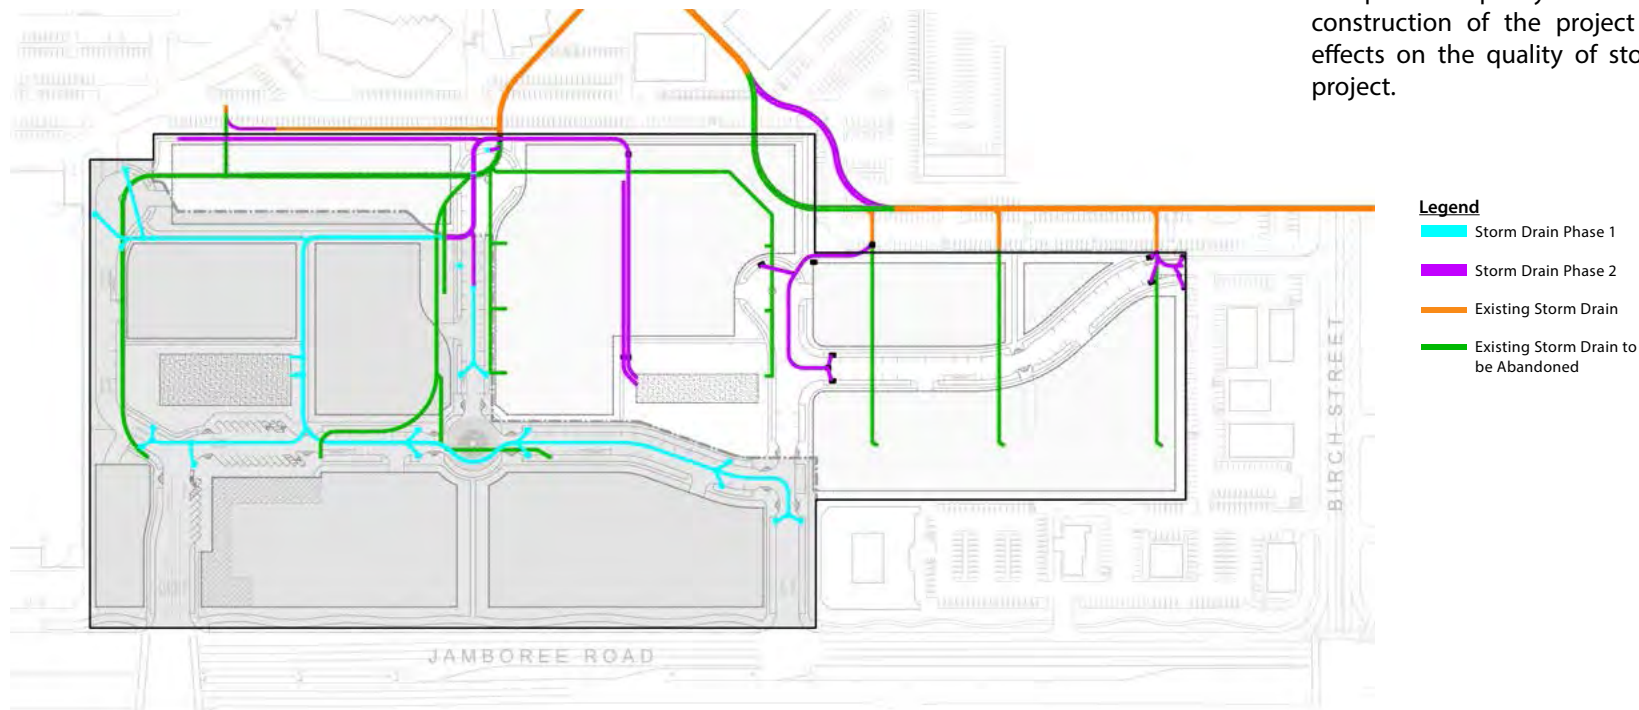 construction of the project
effects on the quality of sto
project.
Legend
Storm Drain Phase 1
Storm Drain Phase 2
Existing Storm Drain
Existing Storm Drain to
be Abandoned
BIRCH STREET
JAMBOREE ROAD